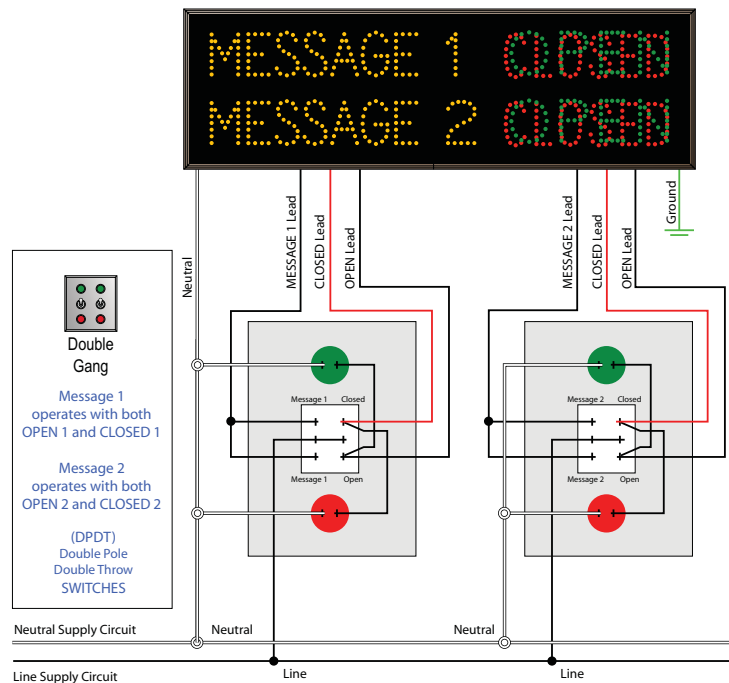 MESSAGE 1 OPEN CLOSED
MESSAGE 2 OPEN CLOSED
Neutral
MESSAGE 1 Lead
CLOSED Lead
OPEN Lead
MESSAGE 2 Lead
CLOSED Lead
OPEN Lead
Ground
Double
Gang
Message 1
operates with both
OPEN 1 and CLOSED 1
Message 2
operates with both
OPEN 2 and CLOSED 2
(DPDT)
Double Pole
Double Throw
SWITCHES
Message 1 Closed
Message 1 Open
Message 2 Closed
Message 2 Open
Neutral Supply Circuit
Neutral
Neutral
Line Supply Circuit
Line
Line